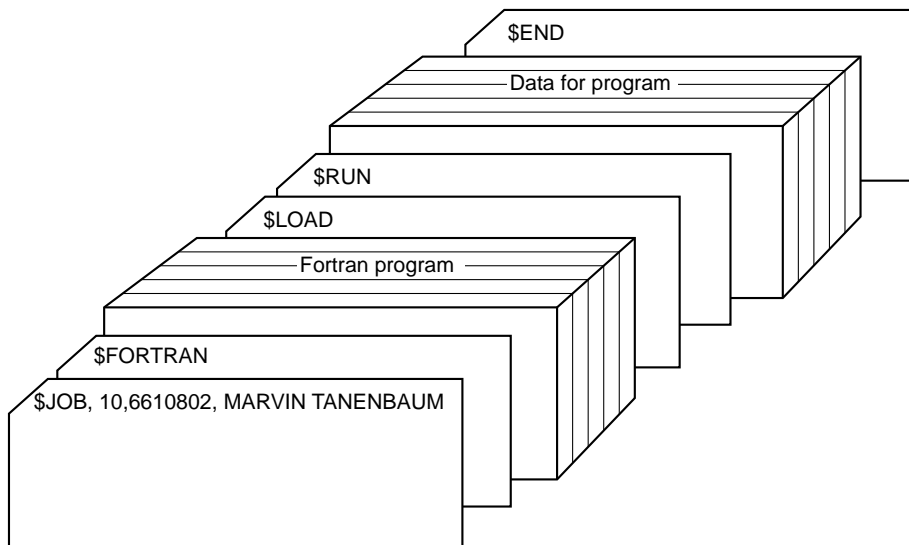 $END
Data for program
$RUN
$LOAD
Fortran program
$FORTRAN
$JOB, 10,6610802, MARVIN TANENBAUM